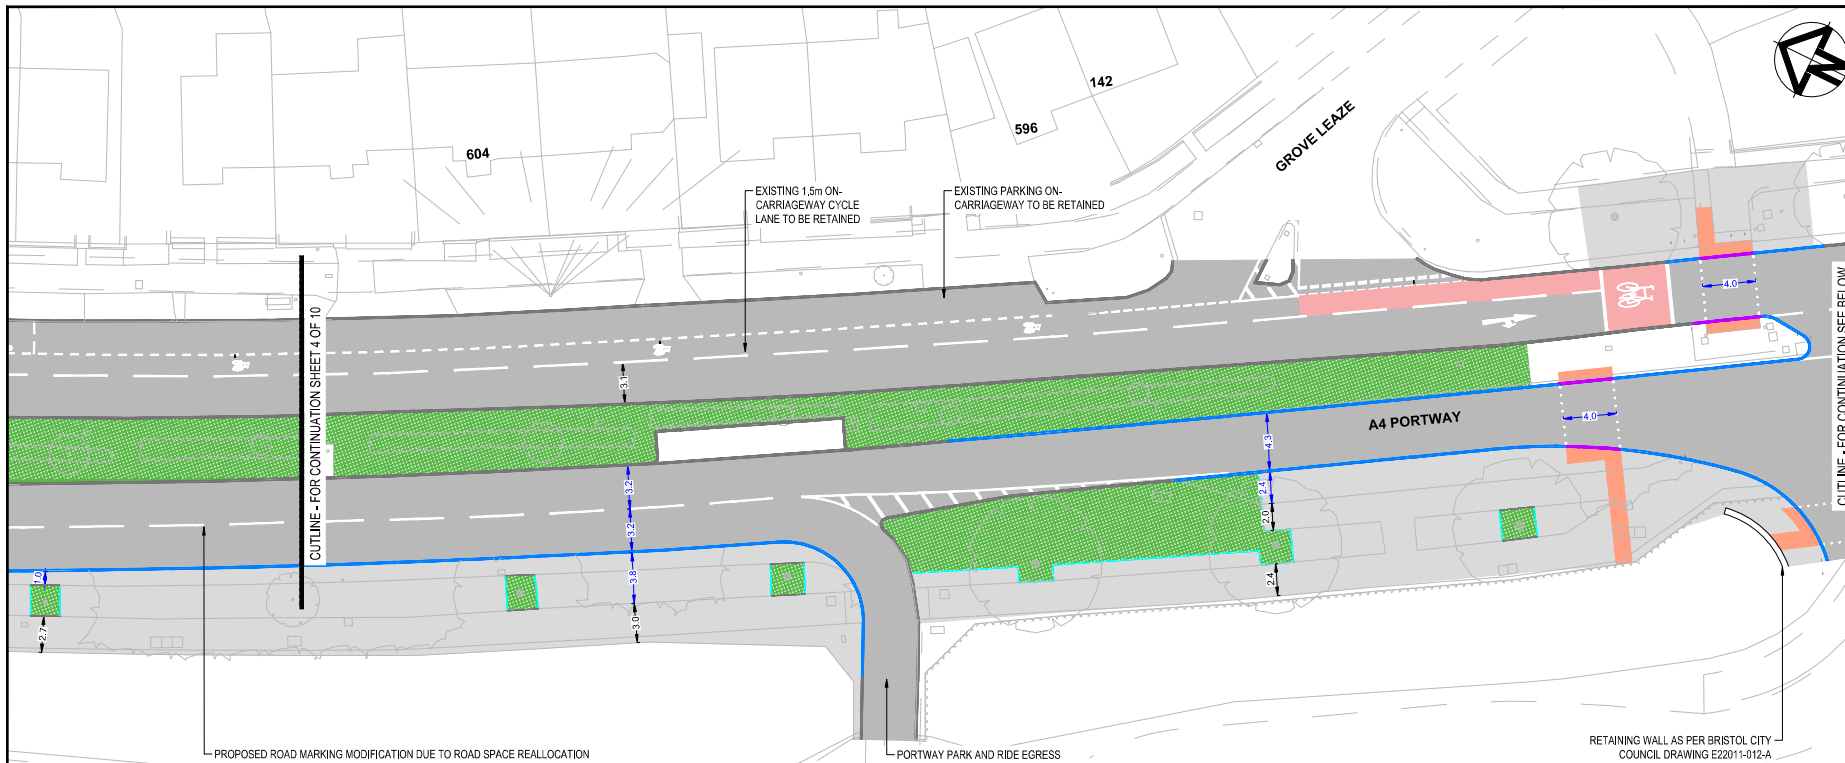 142
596
604
GROVE LEAZE
N
EXISTING 1.5m ON-
CARRIAGEWAY CYCLE
LANE TO BE RETAINED
EXISTING PARKING ON-
CARRIAGEWAY TO BE RETAINED
CUTLINE - FOR CONTINUATION SHEET 4 OF 10
CUTLINE - FOR CONTINUATION SEE BELOW
4.0
3.1
4.0
A4 PORTWAY
4.3
3.2
2.4
3.2
2.0
1.0
3.8
2.4
2.7
3.0
PROPOSED ROAD MARKING MODIFICATION DUE TO ROAD SPACE REALLOCATION
PORTWAY PARK AND RIDE EGRESS
RETAINING WALL AS PER BRISTOL CITY
COUNCIL DRAWING E22011-012-A